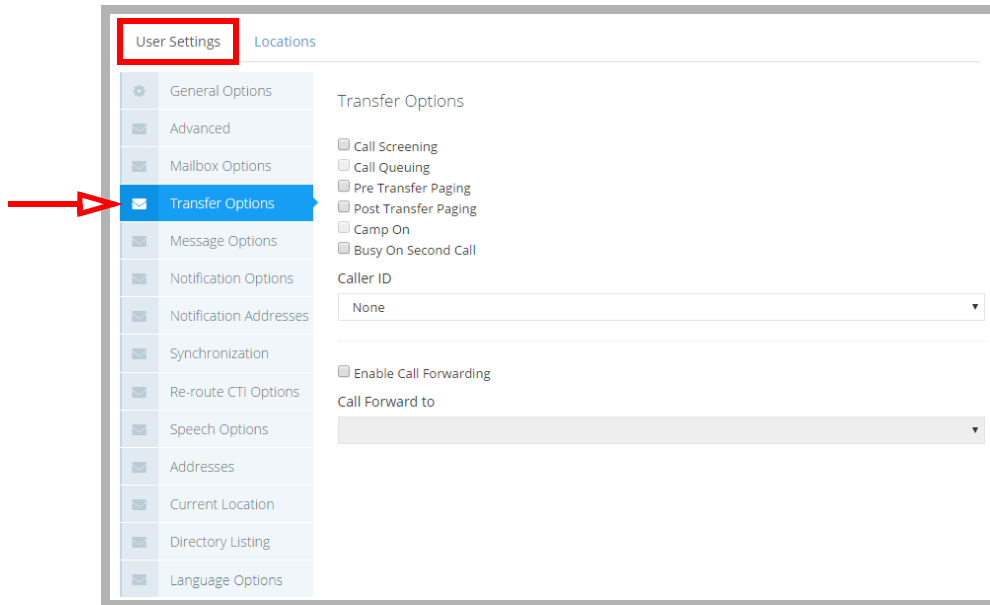 User Settings
Locations
General Options
Advanced
Mailbox Options
Transfer Options
Message Options
Notification Options
Notification Addresses
Synchronization
Re-route CTI Options
Speech Options
Addresses
Current Location
Directory Listing
Language Options
Transfer Options
Call Screening
Call Queuing
Pre Transfer Paging
Post Transfer Paging
Camp On
Busy On Second Call
Caller ID
None
Enable Call Forwarding
Call Forward to